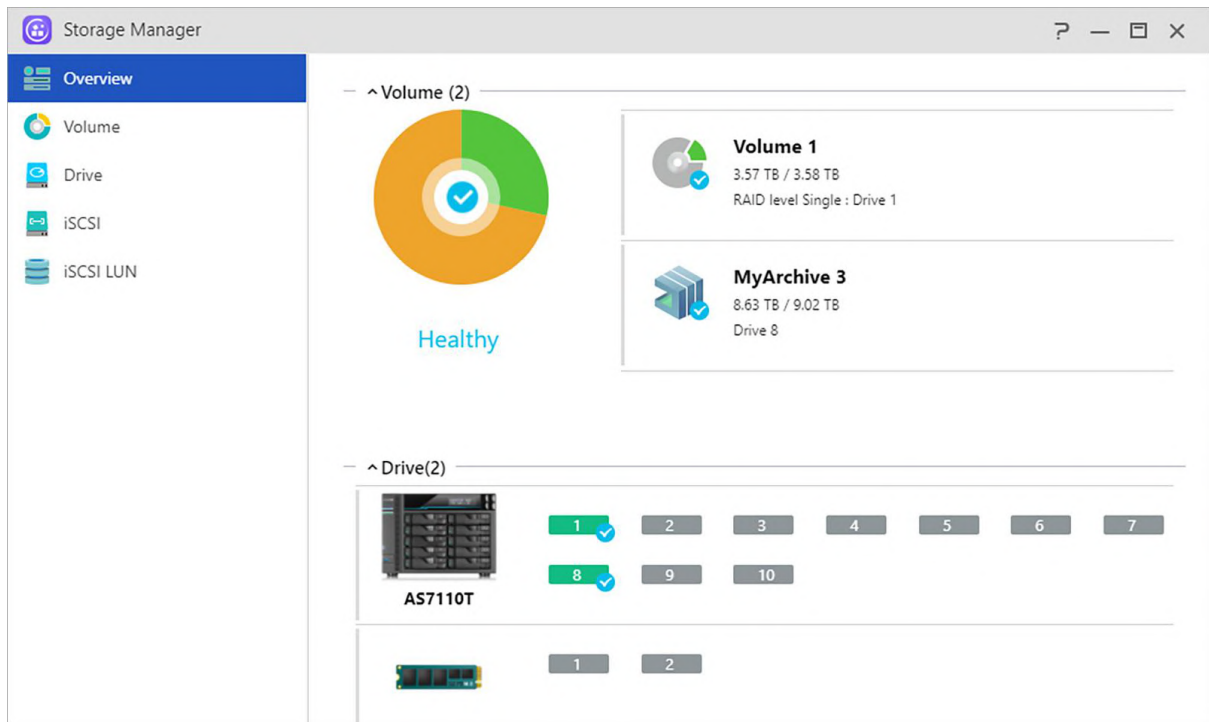 Storage Manager
Overview
Volume
Drive
iSCSI
iSCSI LUN
Volume (2)
Healthy
Volume 1
3.57 TB / 3.58 TB
RAID level Single : Drive 1
MyArchive 3
8.63 TB / 9.02 TB
Drive 8
Drive(2)
AS7110T
1 2 3 4 5 6 7
8 9 10
1 2